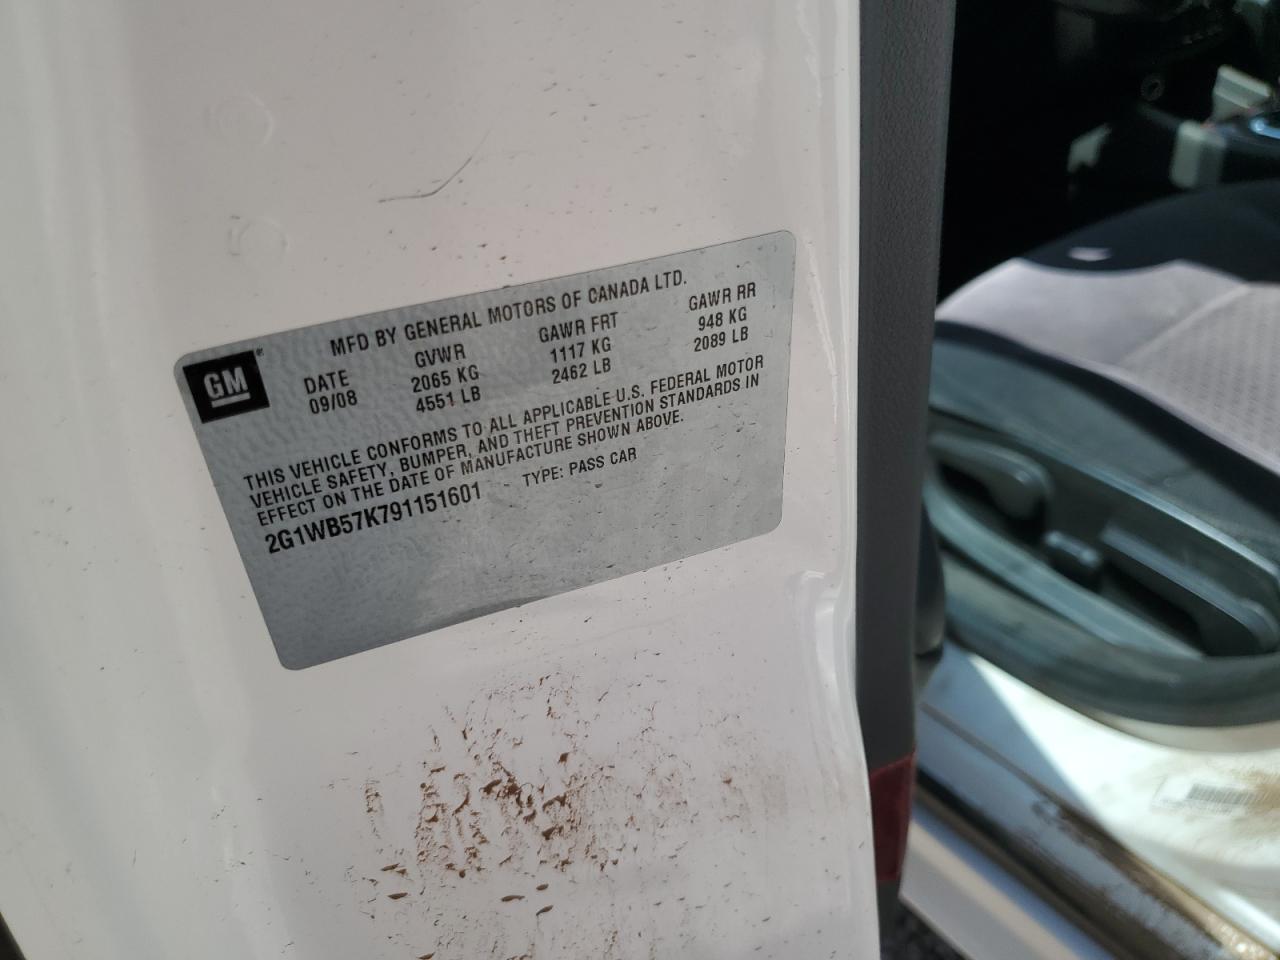 MFD BY GENERAL MOTORS OF CANADA LTD.
GM®
DATE GVWR GAWR FRT GAWR RR
09/08 2065 KG 1117 KG 948 KG
4551 LB 2462 LB 2089 LB
THIS VEHICLE CONFORMS TO ALL APPLICABLE U.S. FEDERAL MOTOR
VEHICLE SAFETY, BUMPER, AND THEFT PREVENTION STANDARDS IN
EFFECT ON THE DATE OF MANUFACTURE SHOWN ABOVE.
2G1WB57K791151601 TYPE: PASS CAR